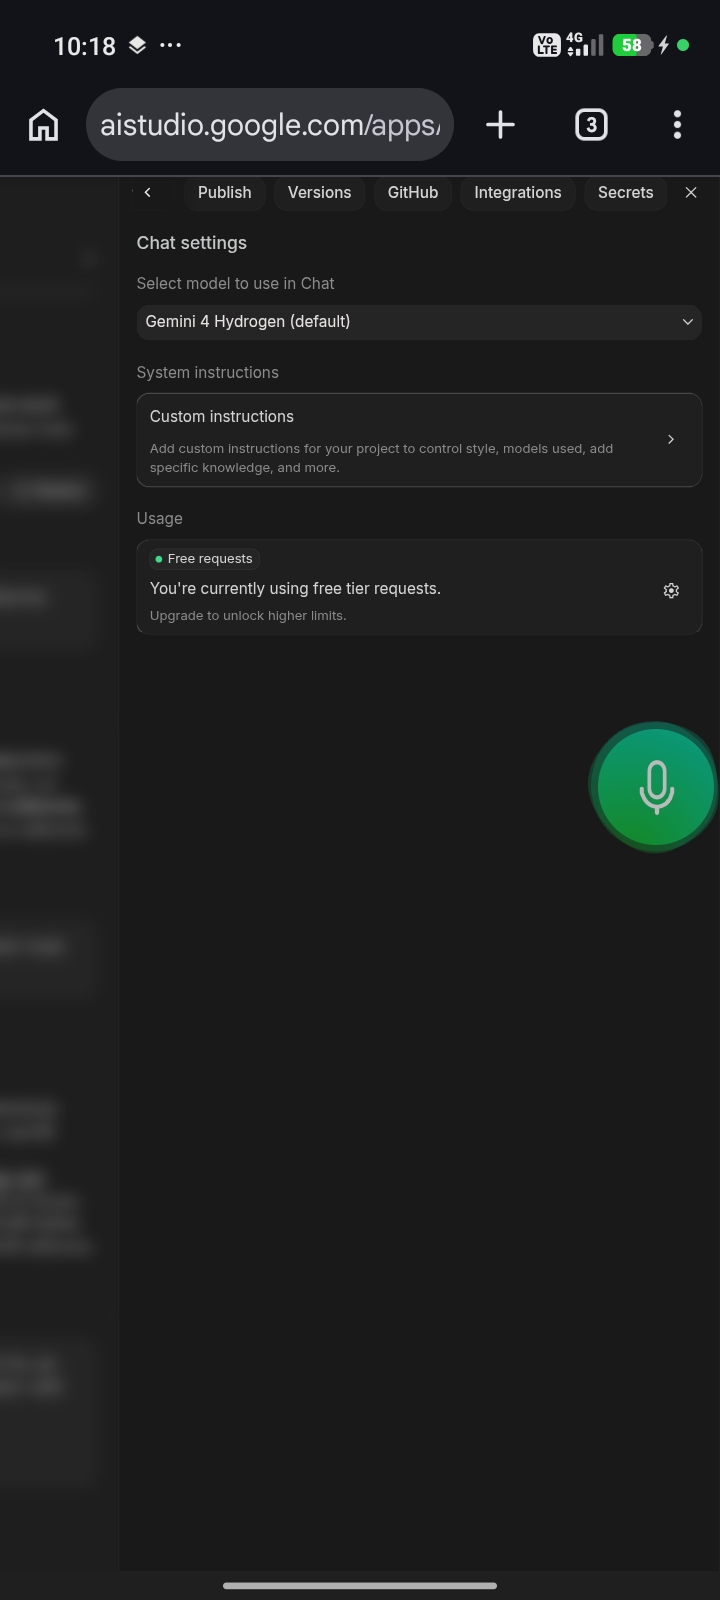 10:18
Vo LTE
4G
58
aistudio.google.com/apps/
3
Publish
Versions
GitHub
Integrations
Secrets
Chat settings
Select model to use in Chat
Gemini 4 Hydrogen (default)
System instructions
Custom instructions
Add custom instructions for your project to control style, models used, add
specific knowledge, and more.
Usage
Free requests
You're currently using free tier requests.
Upgrade to unlock higher limits.